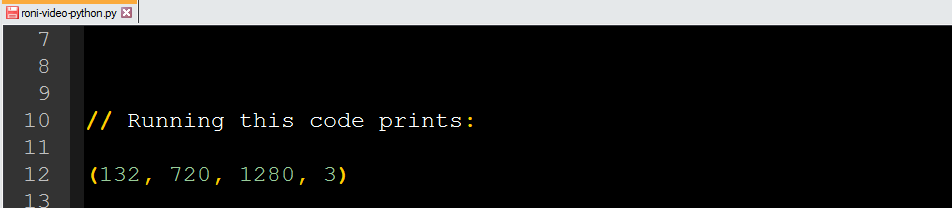 roni-video-python.py
7
8
9
10 // Running this code prints:
11
12 (132, 720, 1280, 3)
13